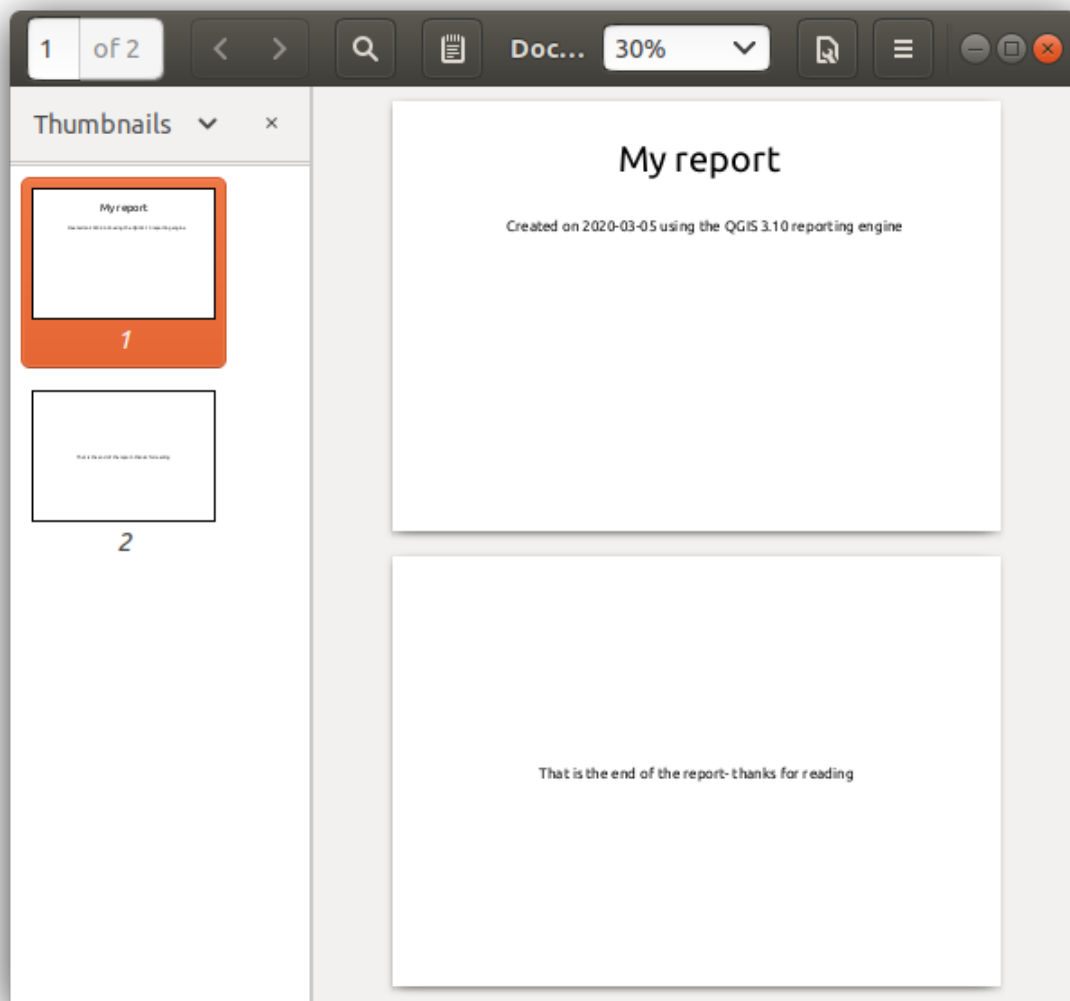 1 of 2
Doc...
30%
Thumbnails
My report
1
2
My report
Created on 2020-03-05 using the QGIS 3.10 reporting engine
That is the end of the report- thanks for reading